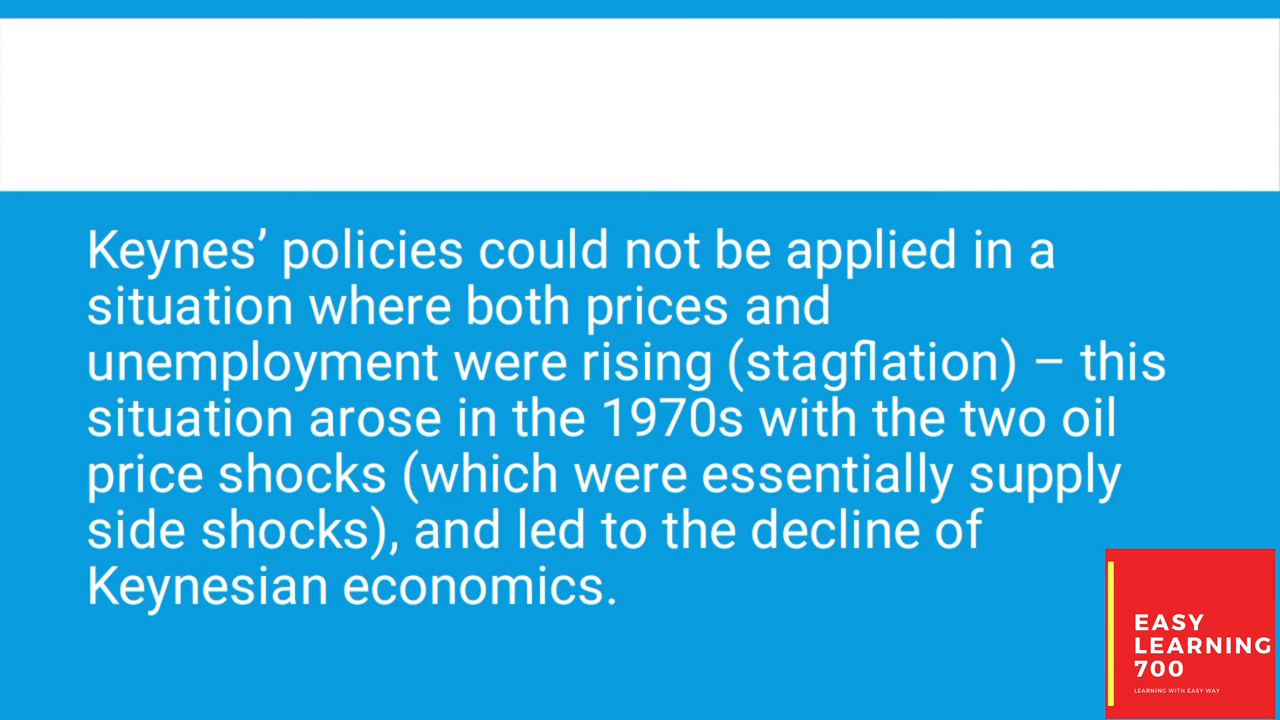 Keynes’ policies could not be applied in a
situation where both prices and
unemployment were rising (stagflation) – this
situation arose in the 1970s with the two oil
price shocks (which were essentially supply
side shocks), and led to the decline of
Keynesian economics.
EASY
LEARNING
700
LEARNING WITH EASY WAY